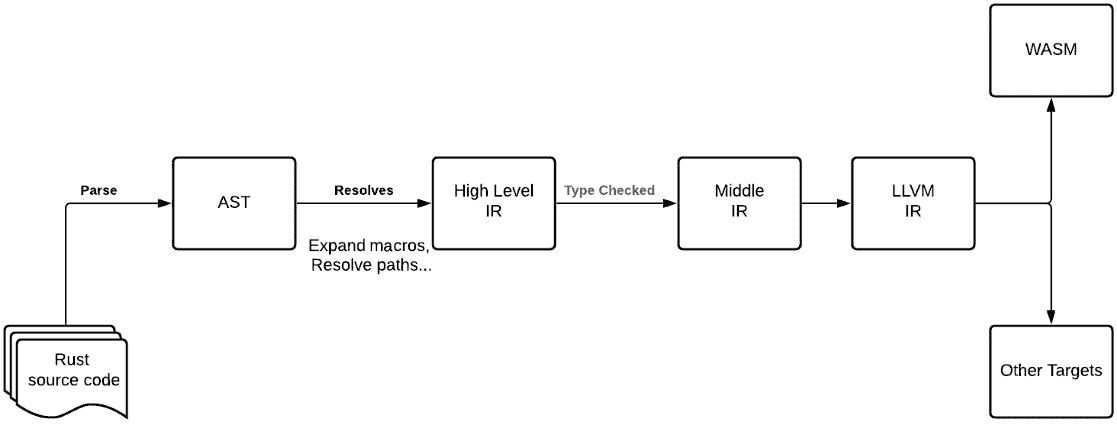 WASM
Parse
AST
Resolves
Expand macros,
Resolve paths...
High Level
IR
Type Checked
Middle
IR
LLVM
IR
Rust
source code
Other Targets